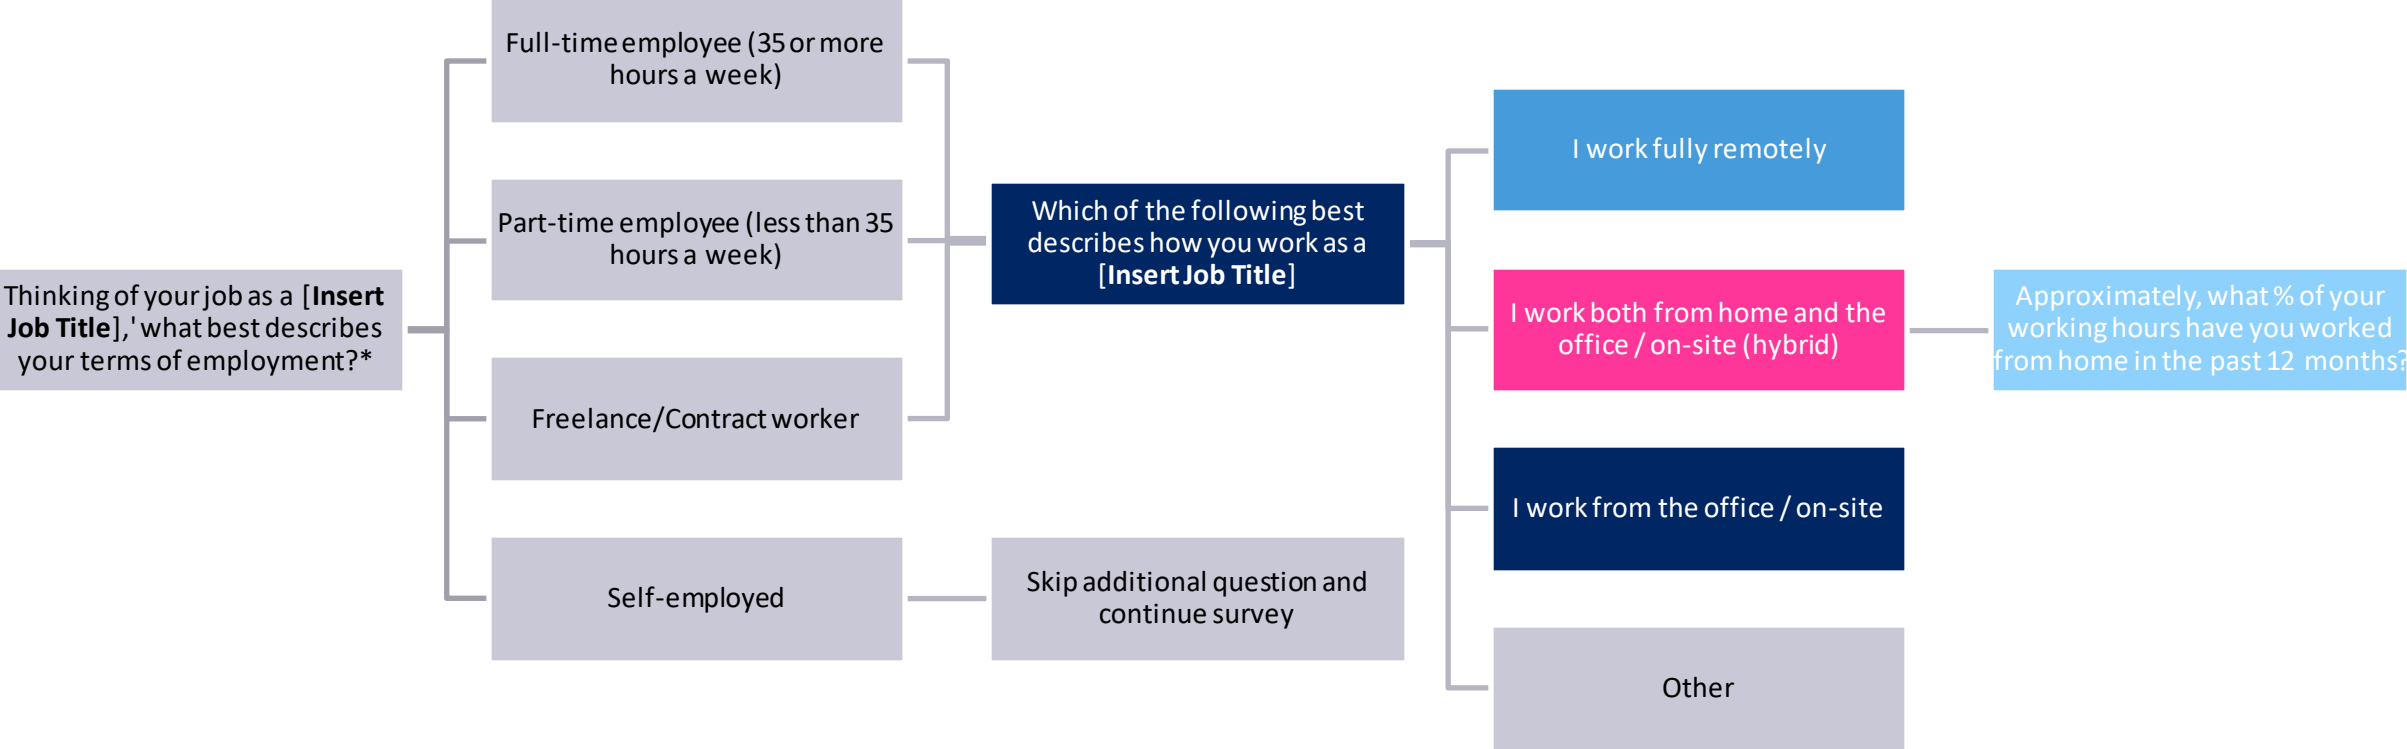 Thinking of your job as a [Insert
Job Title],' what best describes
your terms of employment?*
Full-time employee (35 or more
hours a week)
Part-time employee (less than 35
hours a week)
Freelance/Contract worker
Self-employed
Which of the following best
describes how you work as a
[Insert Job Title]
Skip additional question and
continue survey
I work fully remotely
I work both from home and the
office / on-site (hybrid)
I work from the office / on-site
Other
Approximately, what % of your
working hours have you worked
from home in the past 12 months?